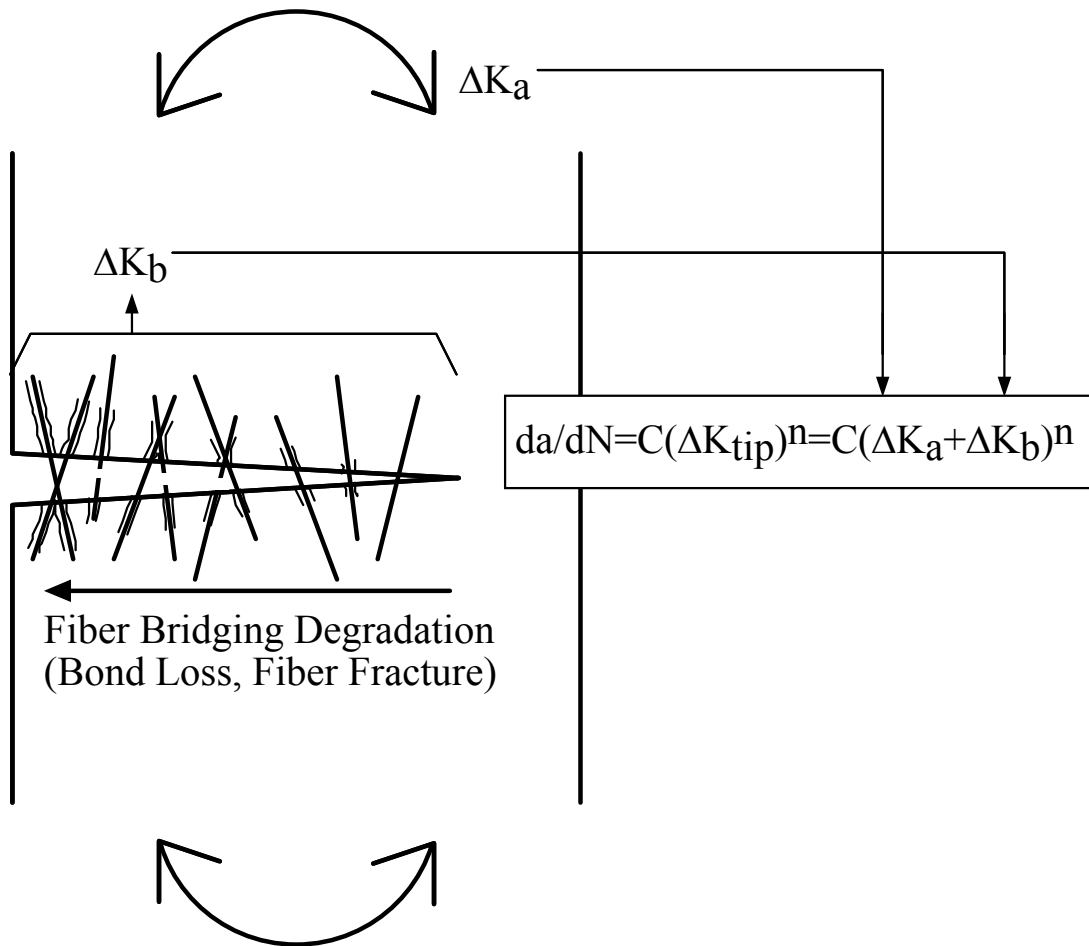 ΔKa
ΔKb
da/dN=C(ΔKtip)n=C(ΔKa+ΔKb)n
Fiber Bridging Degradation
(Bond Loss, Fiber Fracture)